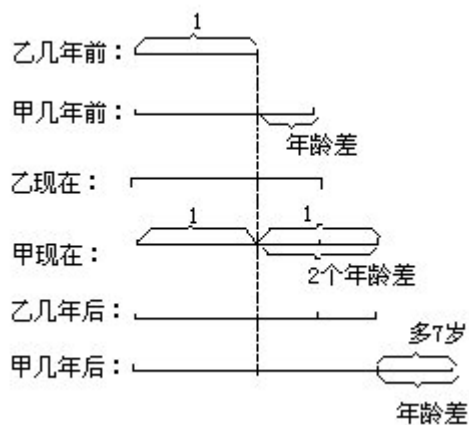 1
乙几年前：
甲几年前：
年龄差
乙现在：
1 1
甲现在：
2个年龄差
乙几年后：
多7岁
甲几年后：
年龄差